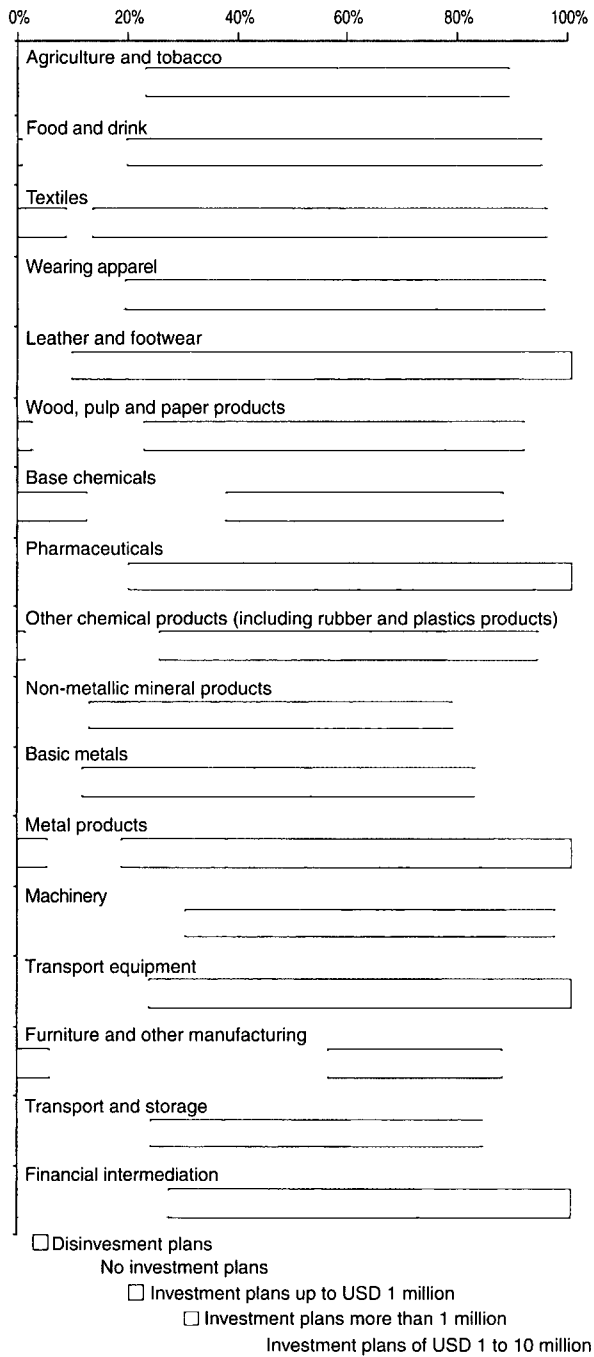 0% 20% 40% 60% 80% 100%
Agriculture and tobacco
Food and drink
Textiles
Wearing apparel
Leather and footwear
Wood, pulp and paper products
Base chemicals
Pharmaceuticals
Other chemical products (including rubber and plastics products)
Non-metallic mineral products
Basic metals
Metal products
Machinery
Transport equipment
Furniture and other manufacturing
Transport and storage
Financial intermediation
Disinvesment plans
No investment plans
Investment plans up to USD 1 million
Investment plans more than 1 million
Investment plans of USD 1 to 10 million